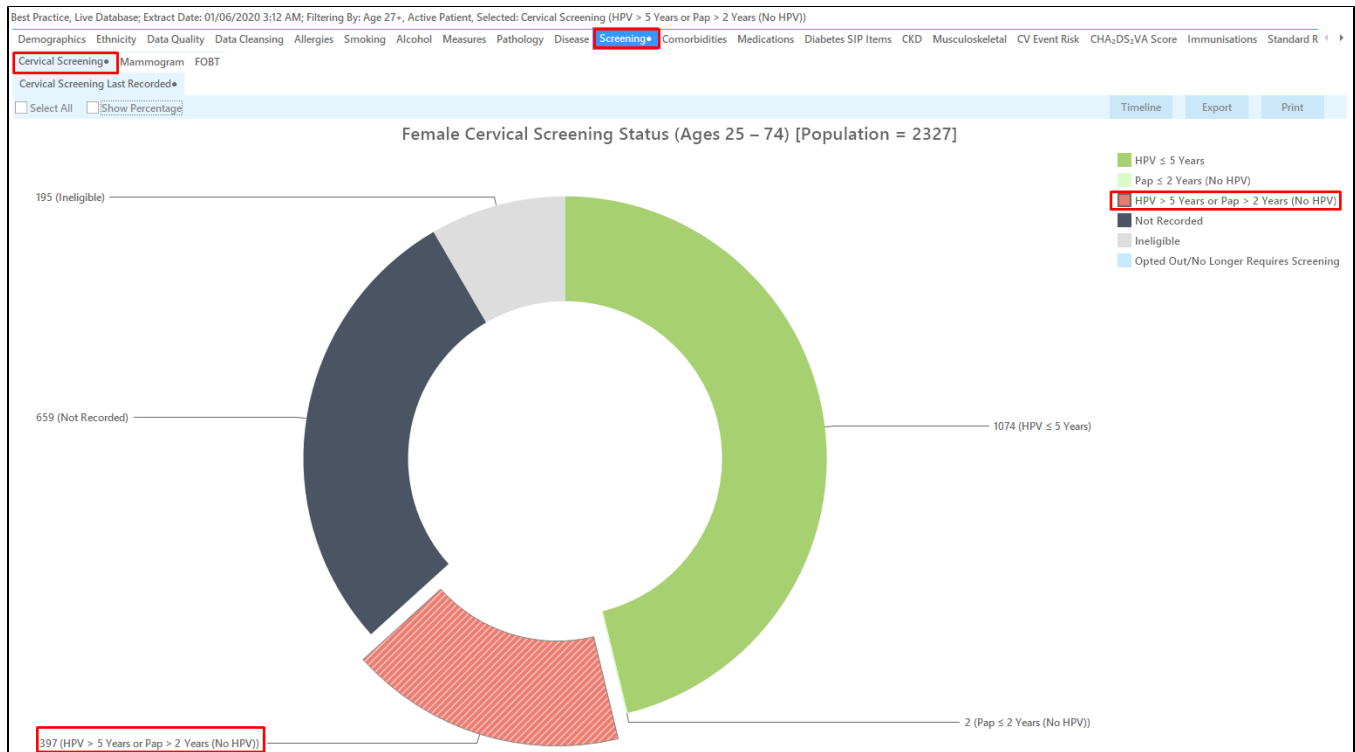 Best Practice, Live Database; Extract Date: 01/06/2020 3:12 AM; Filtering By: Age 27+, Active Patient, Selected: Cervical Screening (HPV > 5 Years or Pap > 2 Years (No HPV))
Demographics Ethnicity Data Quality Data Cleansing Allergies Smoking Alcohol Measures Pathology Disease Screening• Comorbidities Medications Diabetes SIP Items CKD Musculoskeletal CV Event Risk CHA₂DS₂VA Score Immunisations Standard R
Cervical Screening• Mammogram FOBT
Cervical Screening Last Recorded•
Select All Show Percentage Timeline Export Print
Female Cervical Screening Status (Ages 25 – 74) [Population = 2327]
HPV ≤ 5 Years
Pap ≤ 2 Years (No HPV)
HPV > 5 Years or Pap > 2 Years (No HPV)
Not Recorded
Ineligible
Opted Out/No Longer Requires Screening
195 (Ineligible)
659 (Not Recorded)
1074 (HPV ≤ 5 Years)
2 (Pap ≤ 2 Years (No HPV))
397 (HPV > 5 Years or Pap > 2 Years (No HPV))